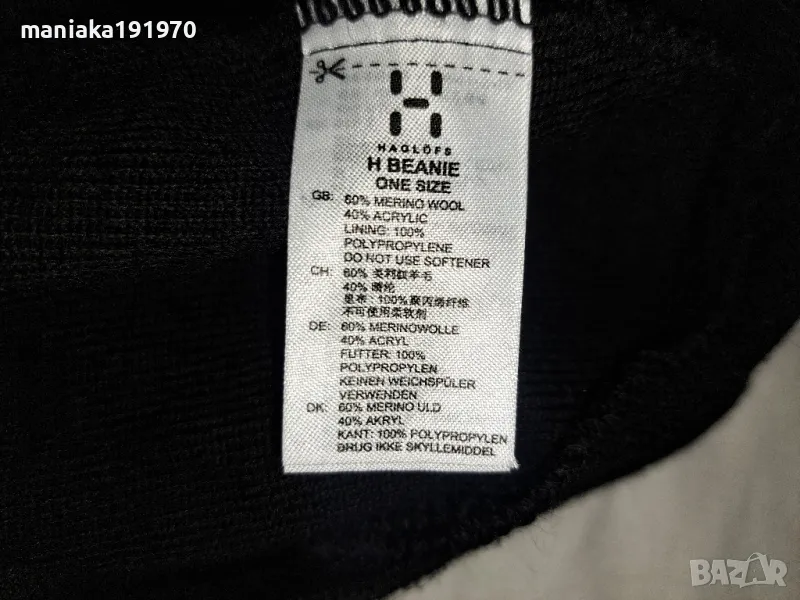 maniaka191970
HAGLÖFS
H BEANIE
ONE SIZE
GB: 60% MERINO WOOL
40% ACRYLIC
LINING: 100%
POLYPROPYLENE
DO NOT USE SOFTENER
CH: 60% 美利奴羊毛
40% 晴纶
里布: 100%聚丙烯纤维
不可使用柔软剂
DE: 60% MERINOWOLLE
40% ACRYL
FUTTER: 100%
POLYPROPYLEN
KEINEN WEICHSPÜLER
VERWENDEN
DK: 60% MERINO ULD
40% AKRYL
KANT: 100% POLYPROPYLEN
BRUG IKKE SKYLLEMIDDEL
BAZAR